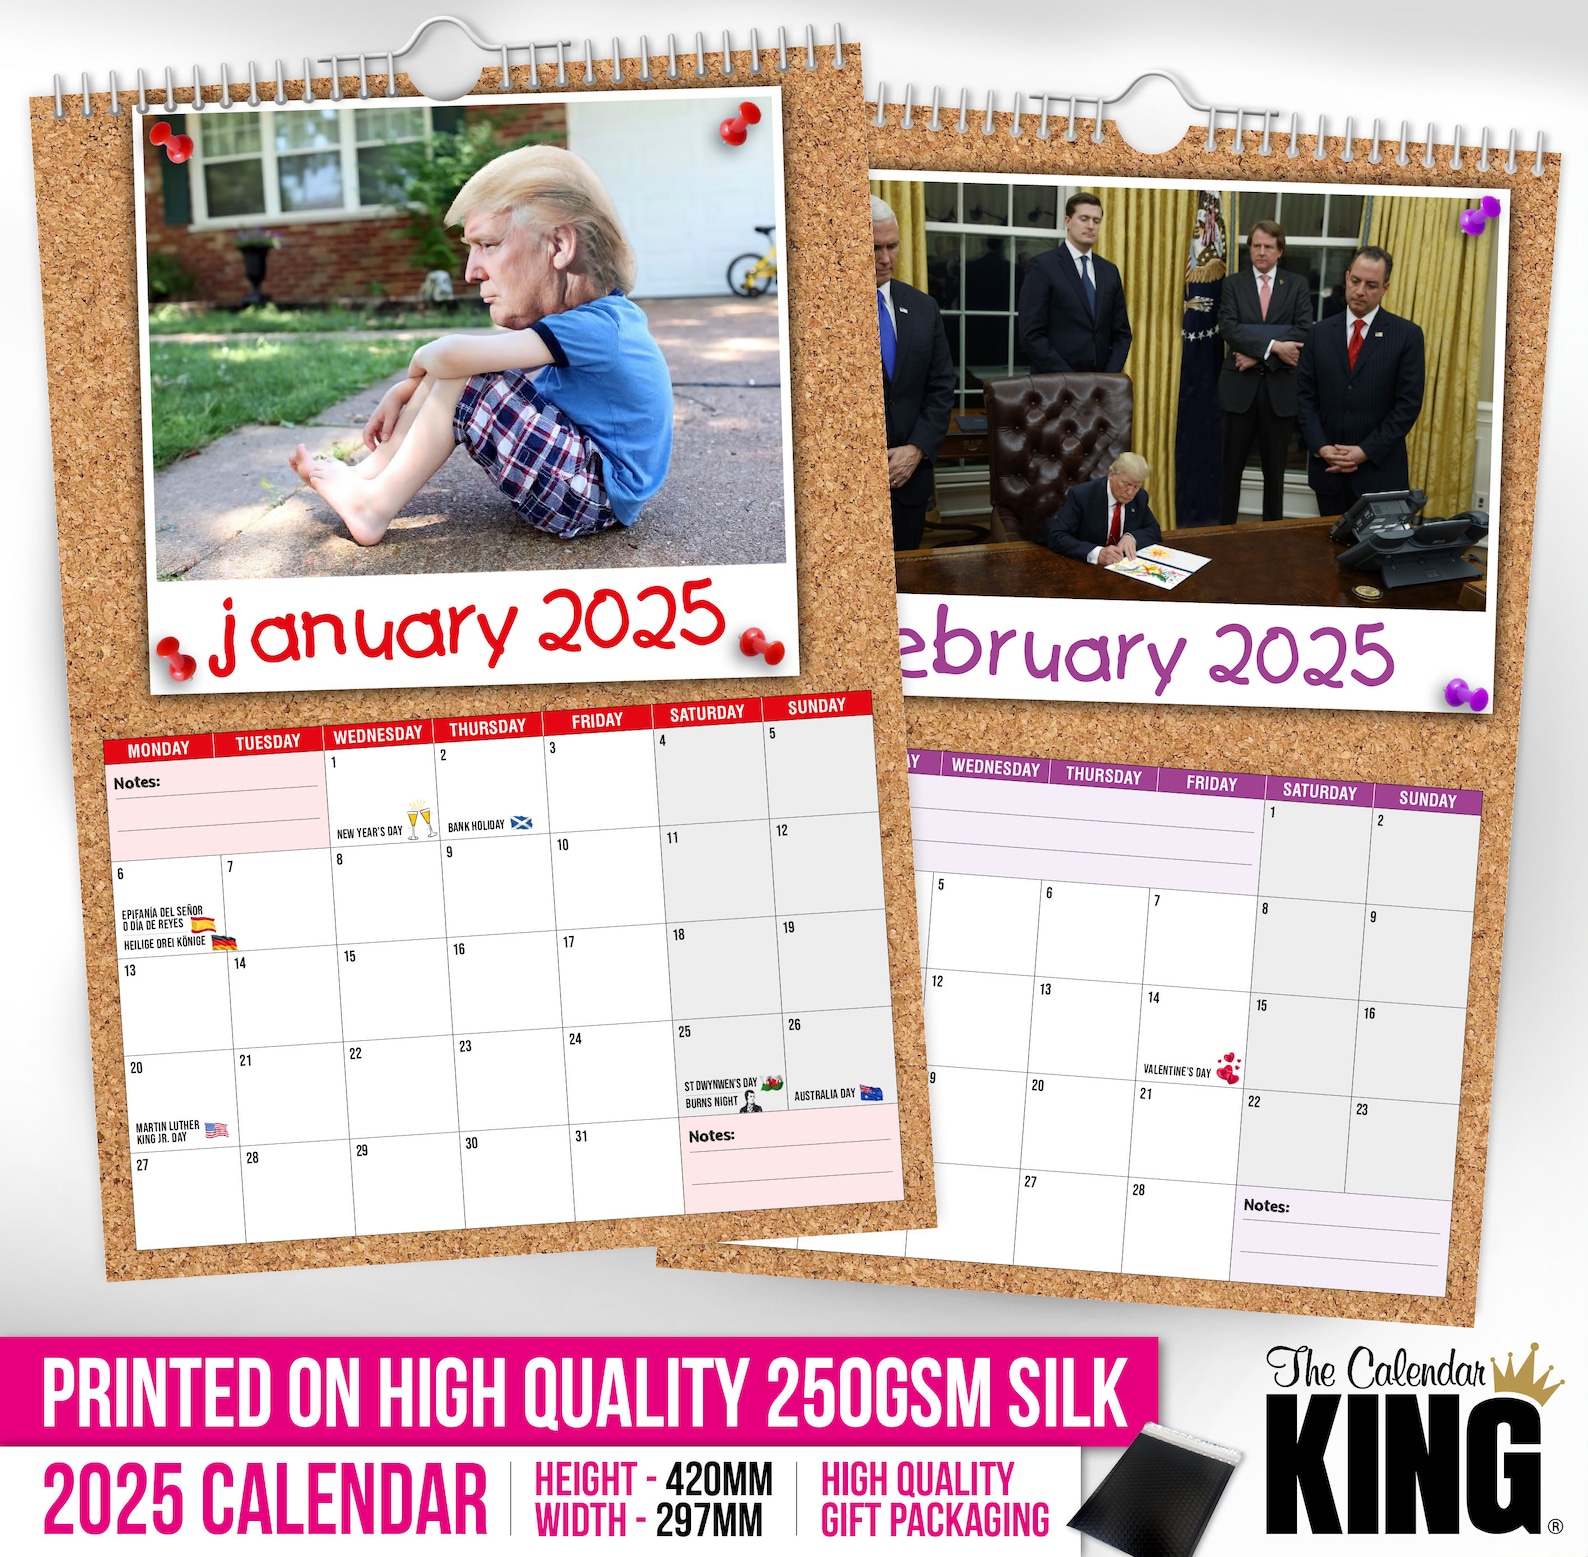 january 2025
MONDAY TUESDAY WEDNESDAY THURSDAY FRIDAY SATURDAY SUNDAY
Notes:
1 2 3 4 5
NEW YEAR'S DAY
BANK HOLIDAY
6 7 8 9 10 11 12
EPIFANÍA DEL SEÑOR
O DÍA DE REYES
HEILIGE DREI KÖNIGE
13 14 15 16 17 18 19
20 21 22 23 24 25 26
MARTIN LUTHER
KING JR. DAY
ST DWYNWEN'S DAY
BURNS NIGHT
AUSTRALIA DAY
27 28 29 30 31
Notes:
ebruary 2025
AY WEDNESDAY THURSDAY FRIDAY SATURDAY SUNDAY
1 2
5 6 7 8 9
12 13 14 15 16
VALENTINE'S DAY
9 20 21 22 23
27 28
Notes:
PRINTED ON HIGH QUALITY 250GSM SILK
2025 CALENDAR
HEIGHT - 420MM
WIDTH - 297MM
HIGH QUALITY
GIFT PACKAGING
The Calendar
KING®